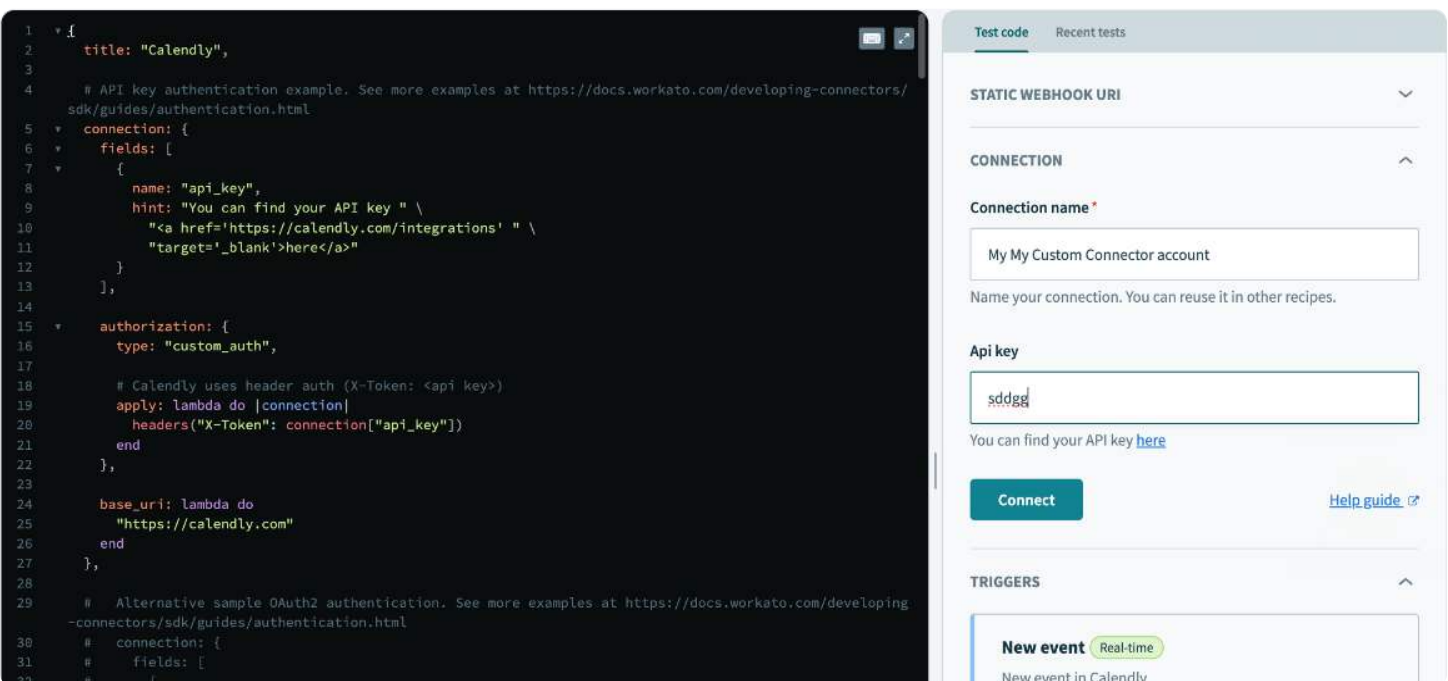 1 {
2 title: "Calendly",
3
4 # API key authentication example. See more examples at https://docs.workato.com/developing-connectors/
sdk/guides/authentication.html
5 connection: {
6 fields: [
7 {
8 name: "api_key",
9 hint: "You can find your API key " \
10 "<a href='https://calendly.com/integrations' " \
11 "target='_blank'>here</a>"
12 }
13 ],
14
15 authorization: {
16 type: "custom_auth",
17
18 # Calendly uses header auth (X-Token: <api key>)
19 apply: lambda do |connection|
20 headers("X-Token": connection["api_key"])
21 end
22 },
23
24 base_uri: lambda do
25 "https://calendly.com"
26 end
27 },
28
29 # Alternative sample OAuth2 authentication. See more examples at https://docs.workato.com/developing
-connectors/sdk/guides/authentication.html
30 # connection: {
31 # fields: [
32 # {
Test code Recent tests
STATIC WEBHOOK URI
CONNECTION
Connection name*
My My Custom Connector account
Name your connection. You can reuse it in other recipes.
Api key
sddgg
You can find your API key here
Connect Help guide
TRIGGERS
New event Real-time
New event in Calendly